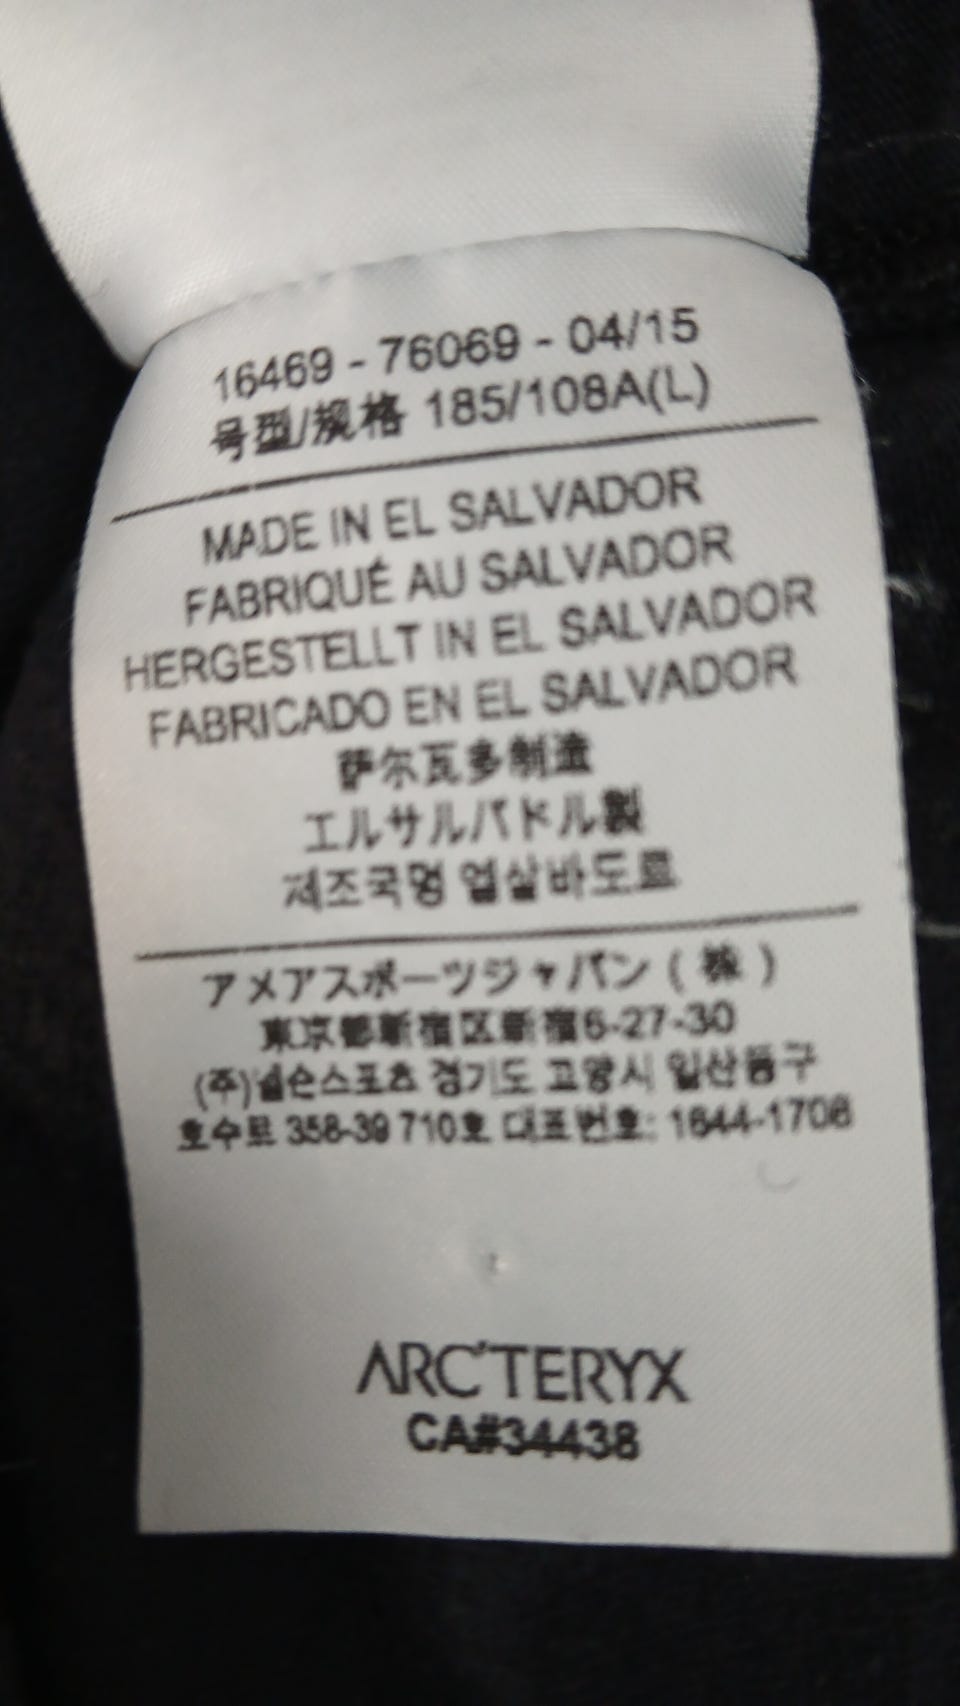 16469 - 76069 - 04/15
号型/规格 185/108A(L)
MADE IN EL SALVADOR
FABRIQUÉ AU SALVADOR
HERGESTELLT IN EL SALVADOR
FABRICADO EN EL SALVADOR
萨尔瓦多制造
エルサルバドル製
제조국명 엘살바도르
アメアスポーツジャパン(株)
東京都新宿区新宿6-27-30
(주)넬슨스포츠 경기도 고양시 일산동구
호수로 358-39 710호 대표번호: 1644-1708
ARC'TERYX
CA#34438